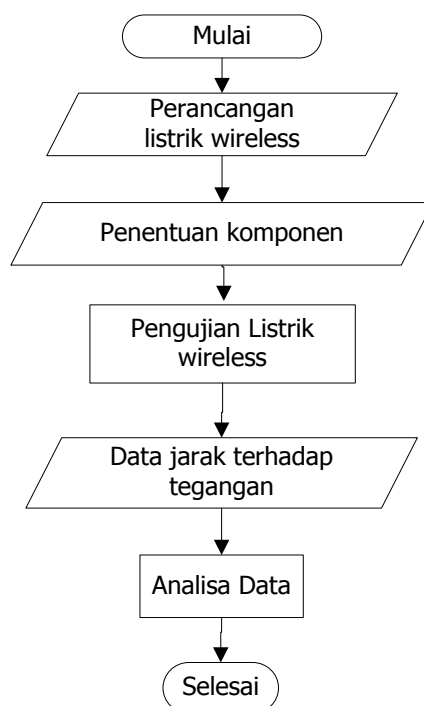 Mulai
Perancangan
listrik wireless
Penentuan komponen
Pengujian Listrik
wireless
Data jarak terhadap
tegangan
Analisa Data
Selesai